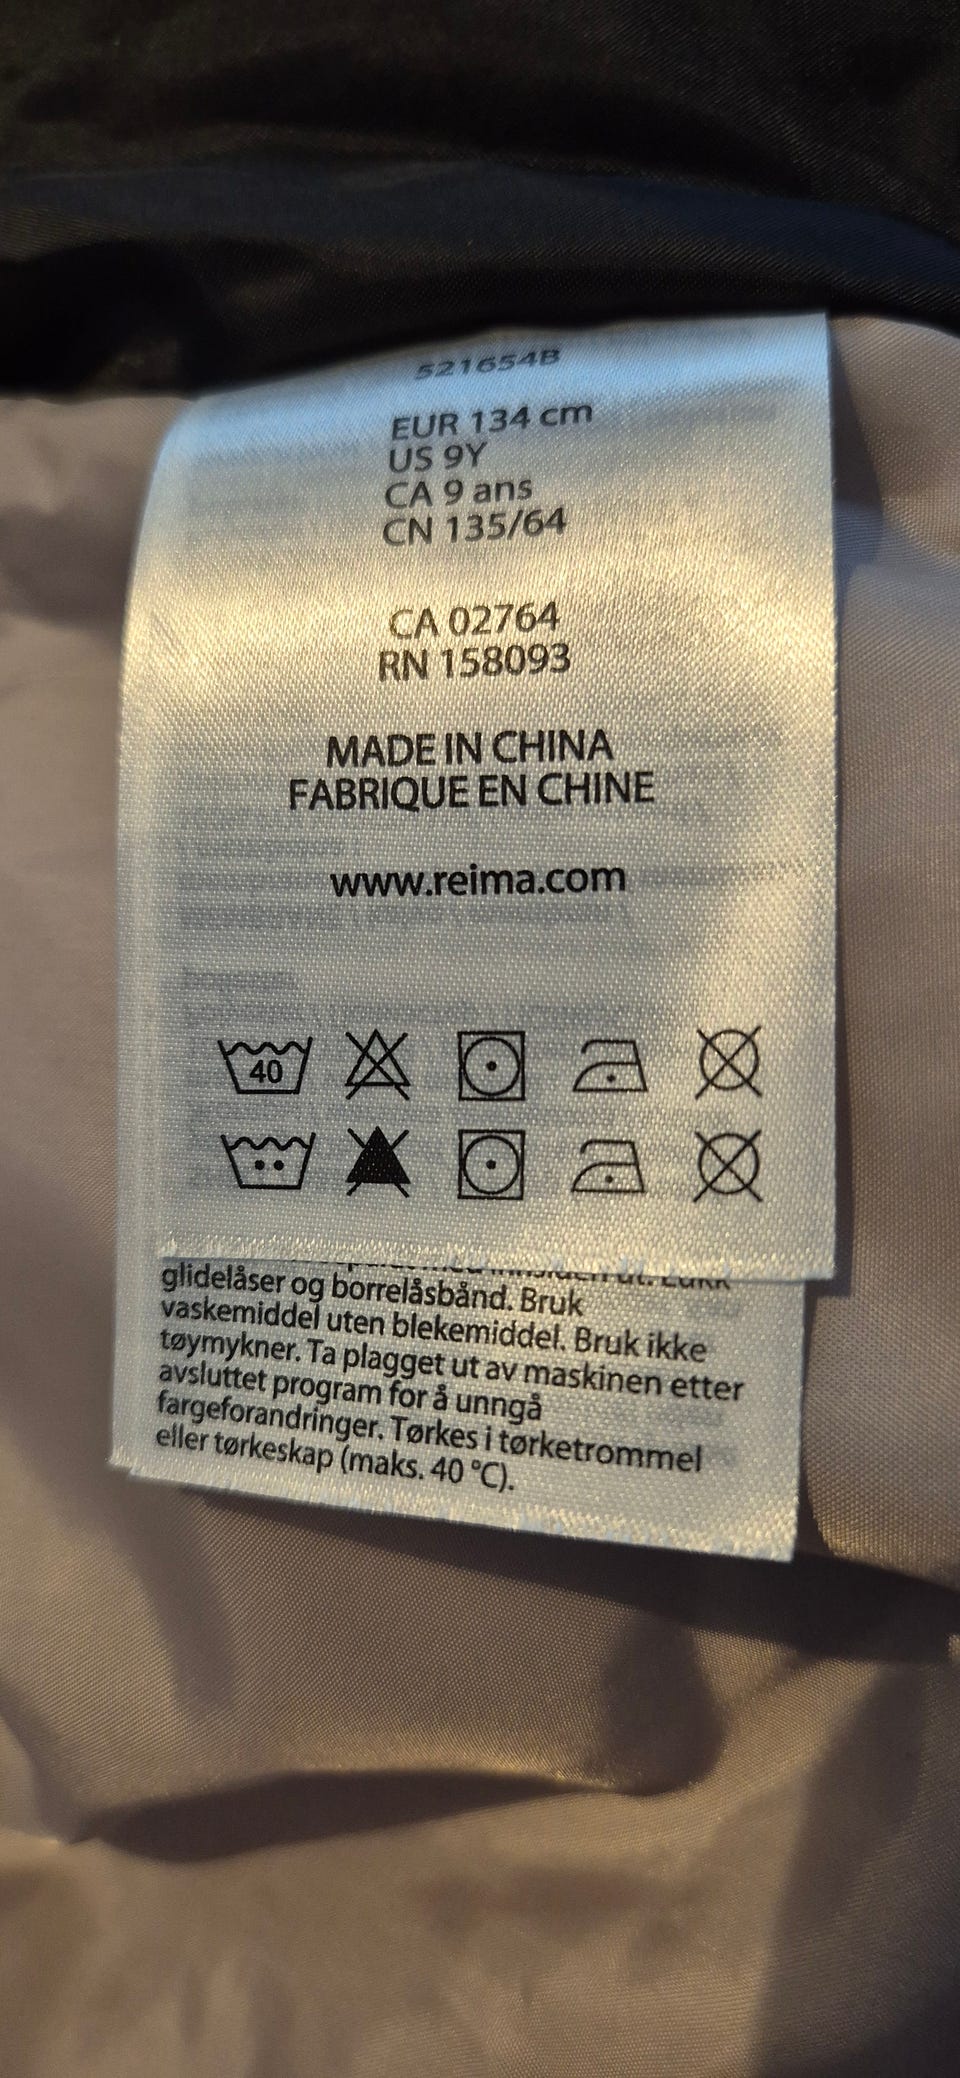 521654B
EUR 134 cm
US 9Y
CA 9 ans
CN 135/64
CA 02764
RN 158093
MADE IN CHINA
FABRIQUE EN CHINE
www.reima.com
40
glidelåser og borrelåsbånd. Bruk
vaskemiddel uten blekemiddel. Bruk ikke
tøymykner. Ta plagget ut av maskinen etter
avsluttet program for å unngå
fargeforandringer. Tørkes i tørketrommel
eller tørkeskap (maks. 40 °C).